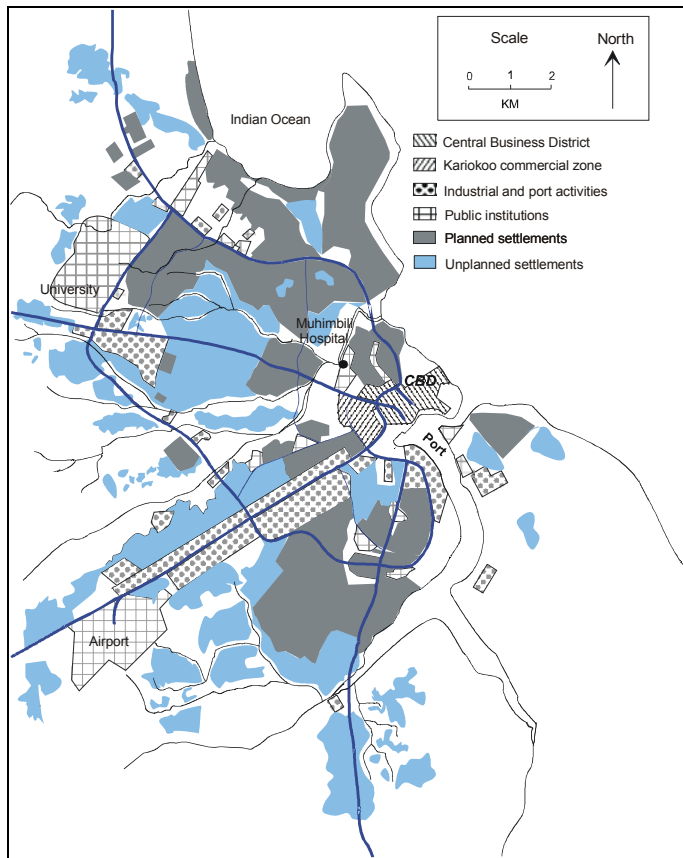 Scale
North
0 1 2
KM
Indian Ocean
Central Business District
Kariokoo commercial zone
Industrial and port activities
Public institutions
Planned settlements
Unplanned settlements
University
Muhimbili
Hospital
CBD
Port
Airport